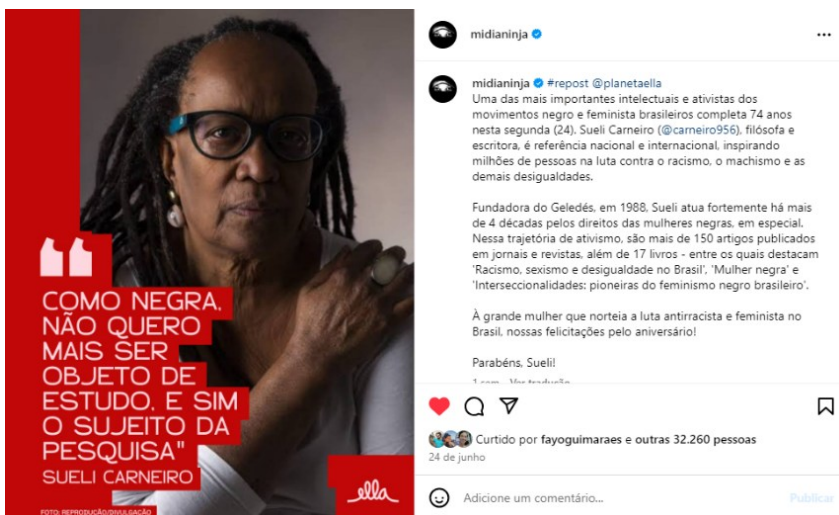 COMO NEGRA,
NÃO QUERO
MAIS SER
OBJETO DE
ESTUDO, E SIM
O SUJEITO DA
PESQUISA"
SUELI CARNEIRO
ella
FOTO: REPRODUÇÃO/DIVULGAÇÃO
midianinja
midianinja #repost @planetaella
Uma das mais importantes intelectuais e ativistas dos
movimentos negro e feminista brasileiros completa 74 anos
nesta segunda (24). Sueli Carneiro (@carneiro956), filósofa e
escritora, é referência nacional e internacional, inspirando
milhões de pessoas na luta contra o racismo, o machismo e as
demais desigualdades.
Fundadora do Geledés, em 1988, Sueli atua fortemente há mais
de 4 décadas pelos direitos das mulheres negras, em especial.
Nessa trajetória de ativismo, são mais de 150 artigos publicados
em jornais e revistas, além de 17 livros - entre os quais destacam
'Racismo, sexismo e desigualdade no Brasil', 'Mulher negra' e
'Interseccionalidades: pioneiras do feminismo negro brasileiro'.
À grande mulher que norteia a luta antirracista e feminista no
Brasil, nossas felicitações pelo aniversário!
Parabéns, Sueli!
1 sem Ver tradução
Curtido por fayoguimaraes e outras 32.260 pessoas
24 de junho
Adicione um comentário...
Publicar